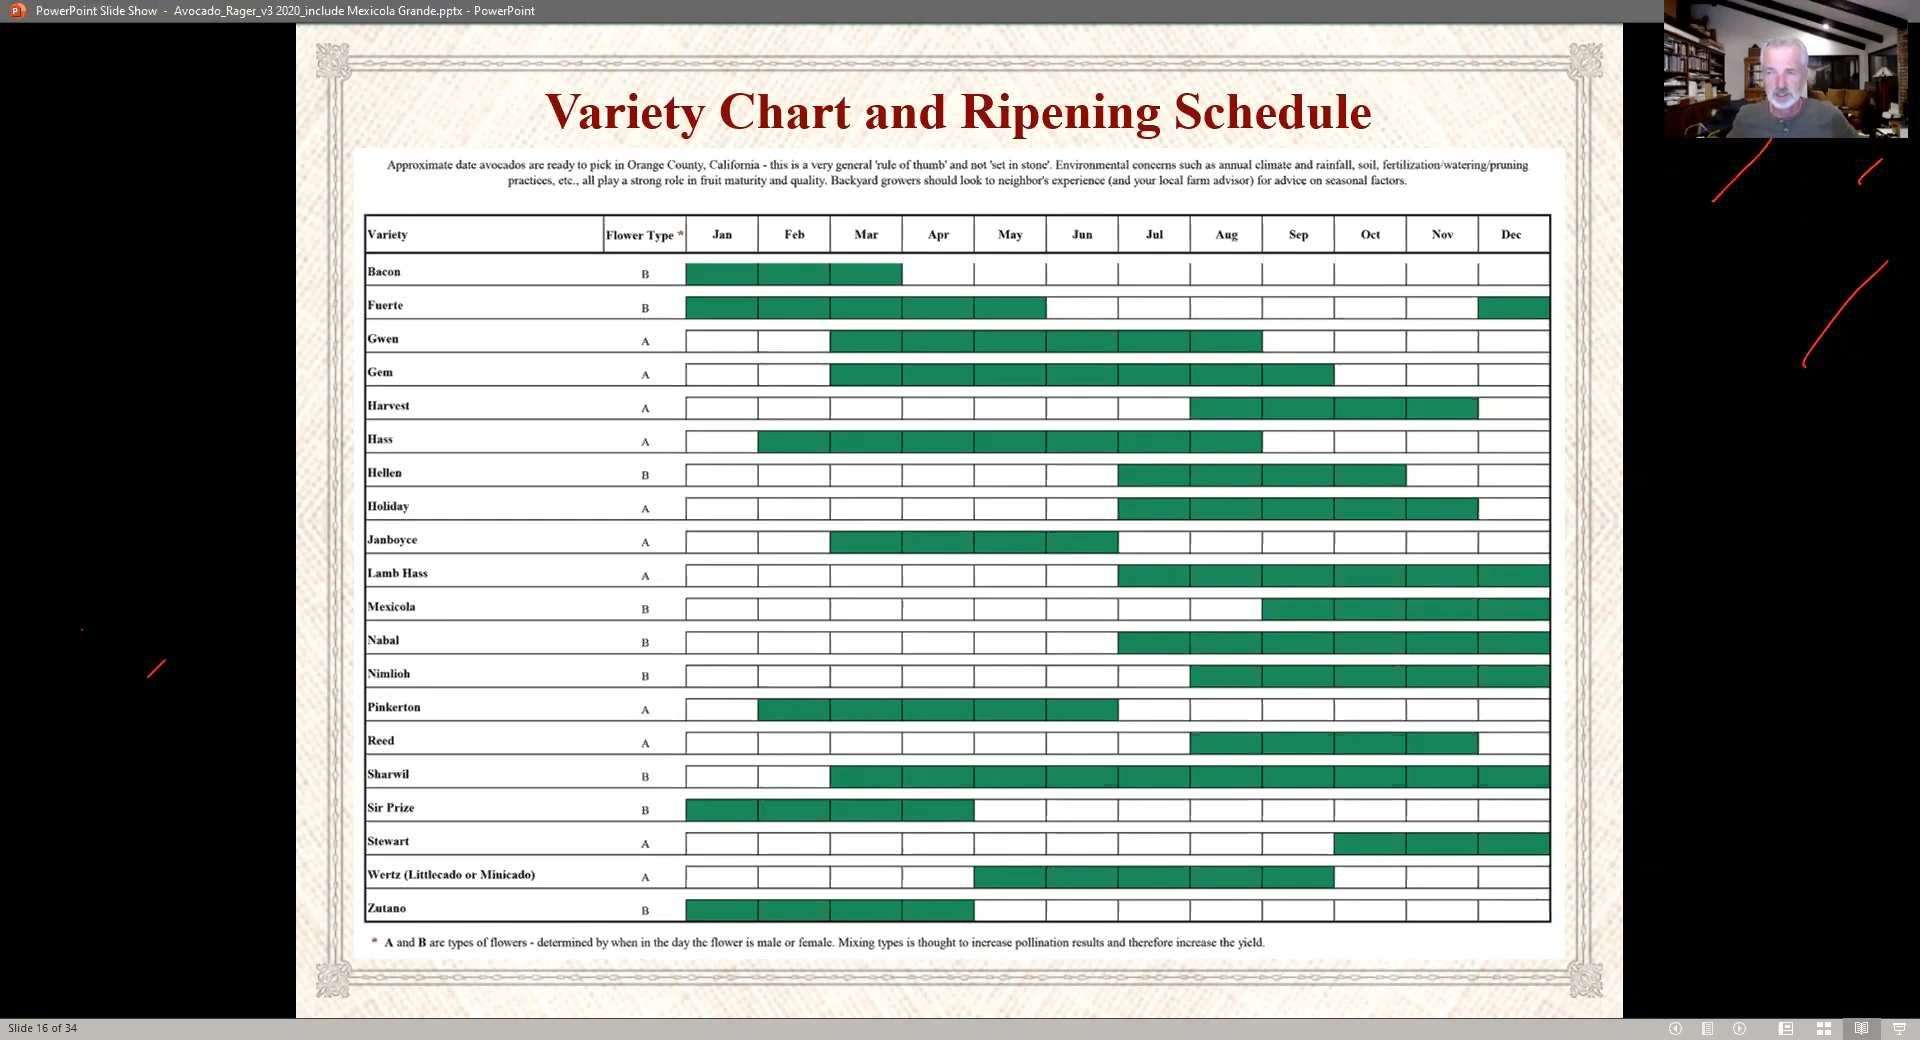 PowerPoint Slide Show - Avocado_Rager_v3 2020_include Mexicola Grande.pptx - PowerPoint
Variety Chart and Ripening Schedule
Approximate date avocados are ready to pick in Orange County, California - this is a very general 'rule of thumb' and not 'set in stone'. Environmental concerns such as annual climate and rainfall, soil, fertilization/watering/pruning
practices, etc., all play a strong role in fruit maturity and quality. Backyard growers should look to neighbor's experience (and your local farm advisor) for advice on seasonal factors.
Variety Flower Type * Jan Feb Mar Apr May Jun Jul Aug Sep Oct Nov Dec
Bacon B
Fuerte B
Gwen A
Gem A
Harvest A
Hass A
Hellen B
Holiday A
Janboyce A
Lamb Hass A
Mexicola B
Nabal B
Nimlioh B
Pinkerton A
Reed A
Sharwil B
Sir Prize B
Stewart A
Wertz (Littlecado or Minicado) A
Zutano B
* A and B are types of flowers - determined by when in the day the flower is male or female. Mixing types is thought to increase pollination results and therefore increase the yield.
Slide 16 of 34